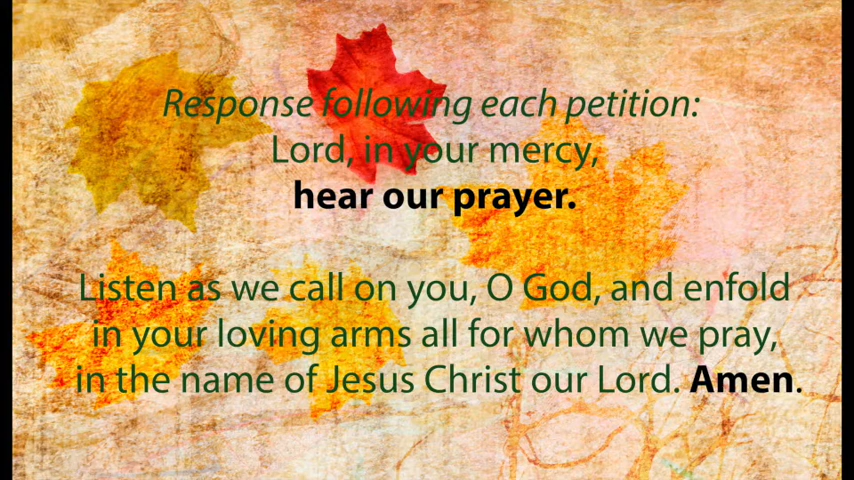 Response following each petition:
Lord, in your mercy,
hear our prayer.
Listen as we call on you, O God, and enfold
in your loving arms all for whom we pray,
in the name of Jesus Christ our Lord. Amen.